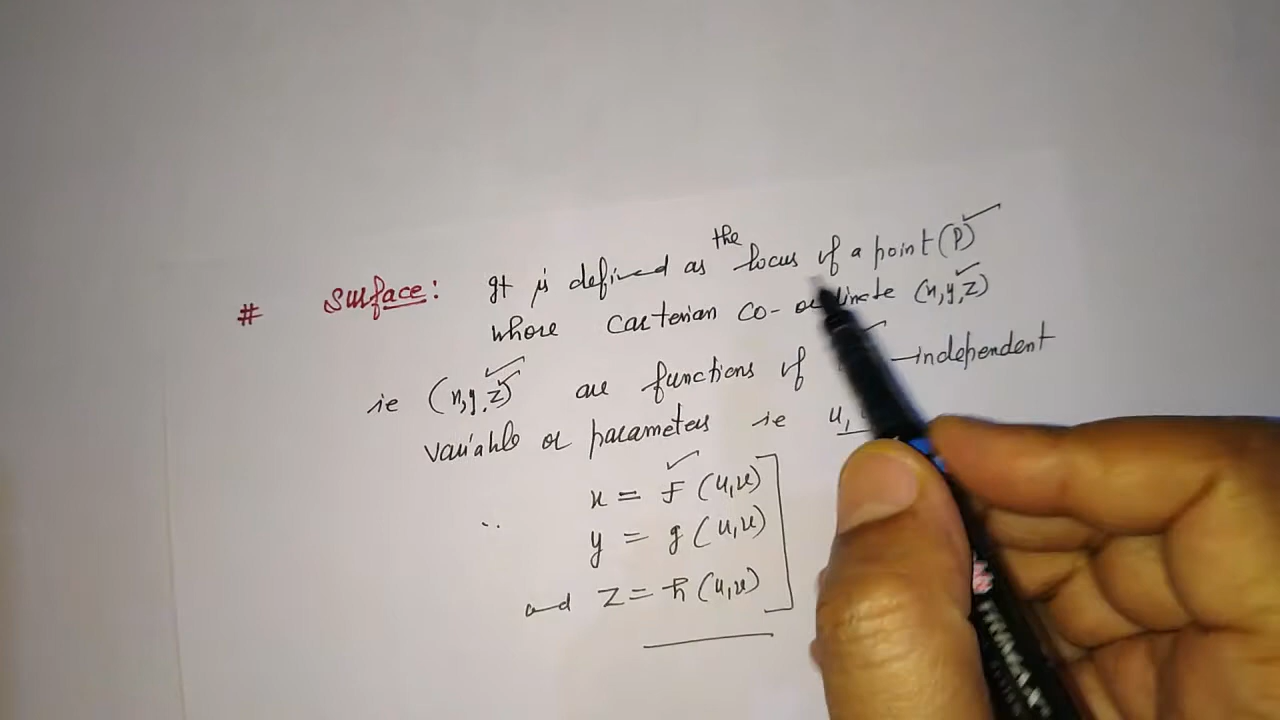 # Surface: It is defined as the locus of a point (P)
whose cartesian co-ordinate (x,y,z)
ie (x,y,z) are functions of independent
variable or parameters ie u,
∴ x = f (u,v)
y = g (u,v)
and z = h (u,v)